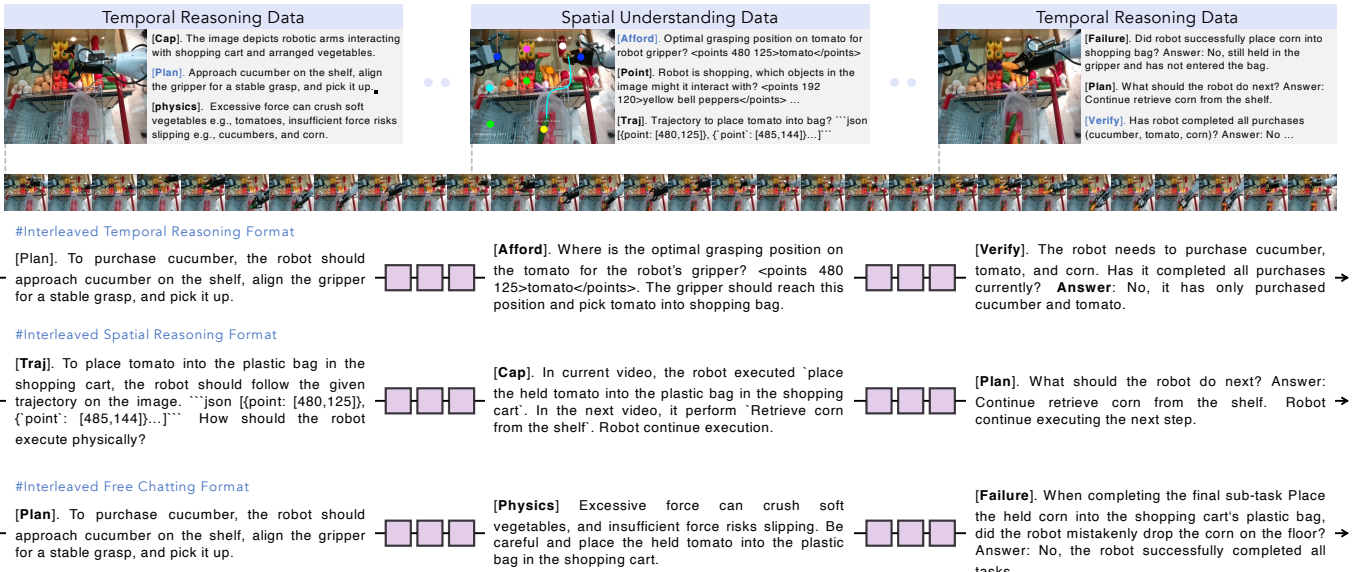 Temporal Reasoning Data
[Cap]. The image depicts robotic arms interacting
with shopping cart and arranged vegetables.
[Plan]. Approach cucumber on the shelf, align
the gripper for a stable grasp, and pick it up.
[physics]. Excessive force can crush soft
vegetables e.g., tomatoes, insufficient force risks
slipping e.g., cucumbers, and corn.
Spatial Understanding Data
[Afford]. Optimal grasping position on tomato for
robot gripper? <points 480 125>tomato</points>
[Point]. Robot is shopping, which objects in the
image might it interact with? <points 192
120>yellow bell peppers</points> ...
[Traj]. Trajectory to place tomato into bag? ```json
[{point: [480,125]}, {`point`: [485,144]}...]```
Temporal Reasoning Data
[Failure]. Did robot successfully place corn into
shopping bag? Answer: No, still held in the
gripper and has not entered the bag.
[Plan]. What should the robot do next? Answer:
Continue retrieve corn from the shelf.
[Verify]. Has robot completed all purchases
(cucumber, tomato, corn)? Answer: No ...
#Interleaved Temporal Reasoning Format
[Plan]. To purchase cucumber, the robot should
approach cucumber on the shelf, align the gripper
for a stable grasp, and pick it up.
[Afford]. Where is the optimal grasping position on
the tomato for the robot's gripper? <points 480
125>tomato</points>. The gripper should reach this
position and pick tomato into shopping bag.
[Verify]. The robot needs to purchase cucumber,
tomato, and corn. Has it completed all purchases
currently? Answer: No, it has only purchased
cucumber and tomato.
#Interleaved Spatial Reasoning Format
[Traj]. To place tomato into the plastic bag in the
shopping cart, the robot should follow the given
trajectory on the image. ```json [{point: [480,125]},
{`point`: [485,144]}...]``` How should the robot
execute physically?
[Cap]. In current video, the robot executed `place
the held tomato into the plastic bag in the shopping
cart`. In the next video, it perform `Retrieve corn
from the shelf`. Robot continue execution.
[Plan]. What should the robot do next? Answer:
Continue retrieve corn from the shelf. Robot
continue executing the next step.
#Interleaved Free Chatting Format
[Plan]. To purchase cucumber, the robot should
approach cucumber on the shelf, align the gripper
for a stable grasp, and pick it up.
[Physics] Excessive force can crush soft
vegetables, and insufficient force risks slipping. Be
careful and place the held tomato into the plastic
bag in the shopping cart.
[Failure]. When completing the final sub-task Place
the held corn into the shopping cart's plastic bag,
did the robot mistakenly drop the corn on the floor?
Answer: No, the robot successfully completed all
tasks